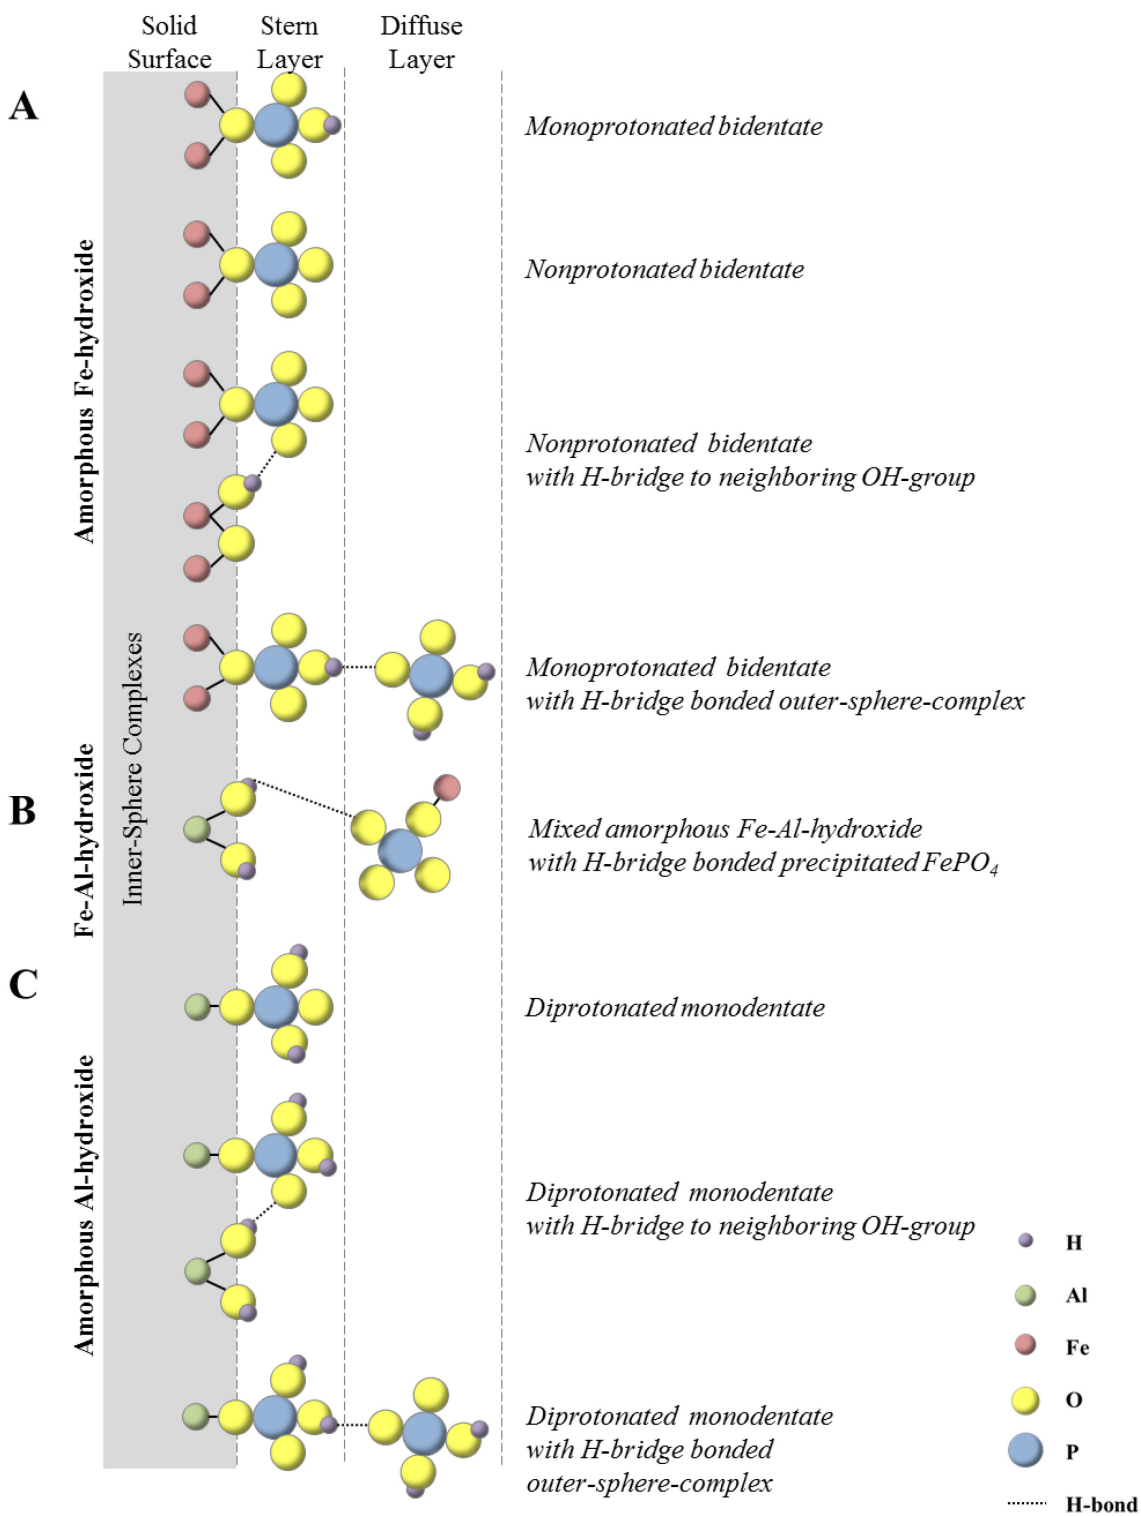 Solid
Surface
Stern
Layer
Diffuse
Layer
A
Amorphous Fe-hydroxide
Monoprotonated bidentate
Nonprotonated bidentate
Nonprotonated bidentate
with H-bridge to neighboring OH-group
Inner-Sphere Complexes
Monoprotonated bidentate
with H-bridge bonded outer-sphere-complex
B
Fe-Al-hydroxide
Mixed amorphous Fe-Al-hydroxide
with H-bridge bonded precipitated FePO4
C
Amorphous Al-hydroxide
Diprotonated monodentate
Diprotonated monodentate
with H-bridge to neighboring OH-group
Diprotonated monodentate
with H-bridge bonded
outer-sphere-complex
H
Al
Fe
O
P
H-bond